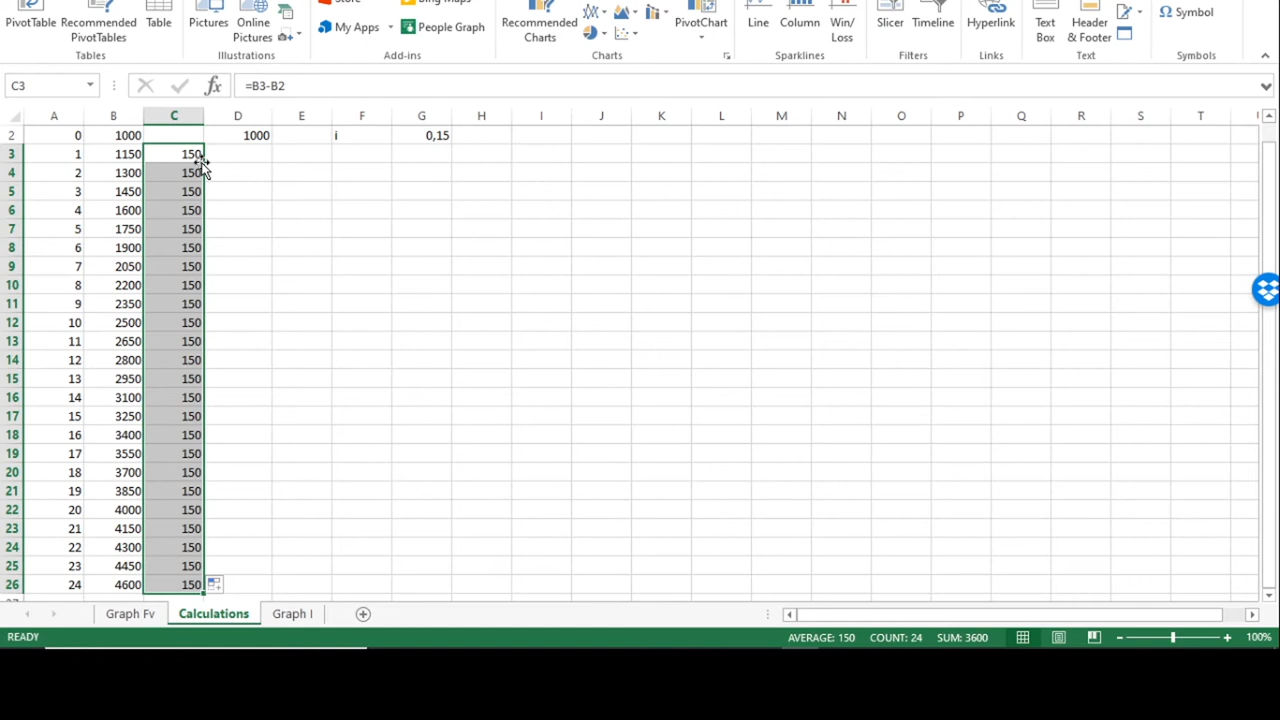 Store
Bing Maps
PivotTable
Recommended
PivotTables
Table
Pictures
Online
Pictures
My Apps
People Graph
Recommended
Charts
PivotChart
Line
Column
Win/
Loss
Slicer
Timeline
Hyperlink
Text
Box
Header
& Footer
Symbol
Tables
Illustrations
Add-ins
Charts
Sparklines
Filters
Links
Text
Symbols
C3
fx
=B3-B2
A B C D E F G H I J K L M N O P Q R S T
2 0 1000 1000 i 0,15
3 1 1150 150
4 2 1300 150
5 3 1450 150
6 4 1600 150
7 5 1750 150
8 6 1900 150
9 7 2050 150
10 8 2200 150
11 9 2350 150
12 10 2500 150
13 11 2650 150
14 12 2800 150
15 13 2950 150
16 14 3100 150
17 15 3250 150
18 16 3400 150
19 17 3550 150
20 18 3700 150
21 19 3850 150
22 20 4000 150
23 21 4150 150
24 22 4300 150
25 23 4450 150
26 24 4600 150
Graph Fv Calculations Graph I
READY AVERAGE: 150 COUNT: 24 SUM: 3600 100%